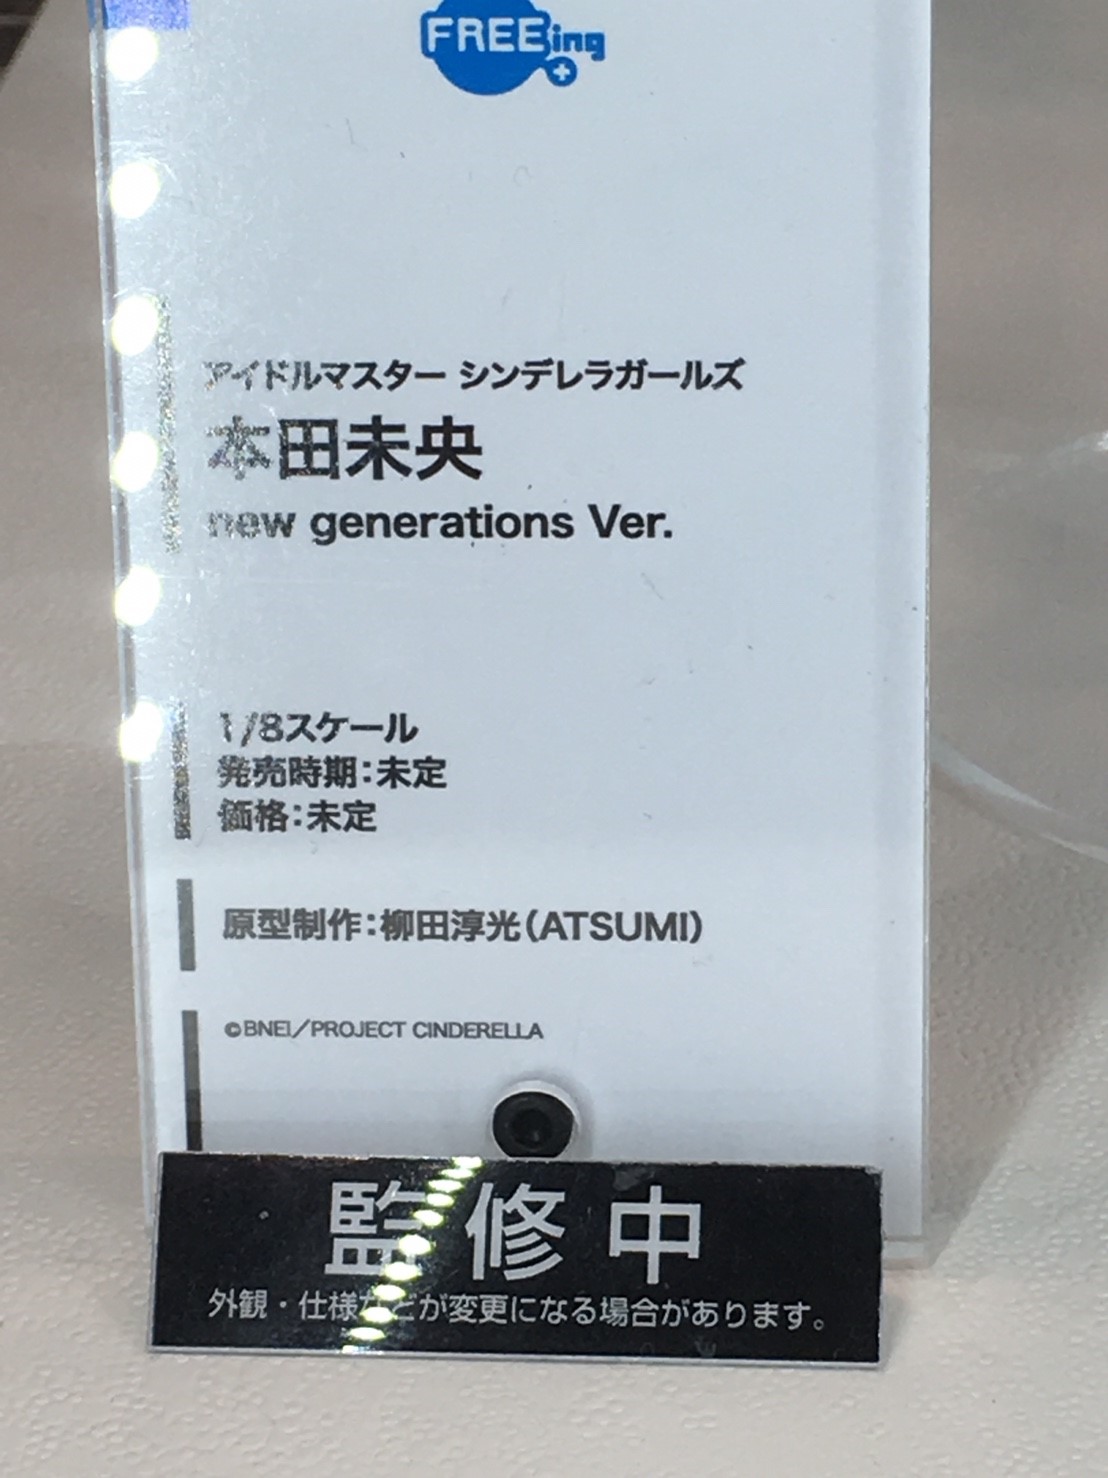 FREEing
アイドルマスター シンデレラガールズ
本田未央
new generations Ver.
1/8スケール
発売時期：未定
価格：未定
原型制作：柳田淳光（ATSUMI）
©BNEI／PROJECT CINDERELLA
監修中
外観・仕様などが変更になる場合があります。